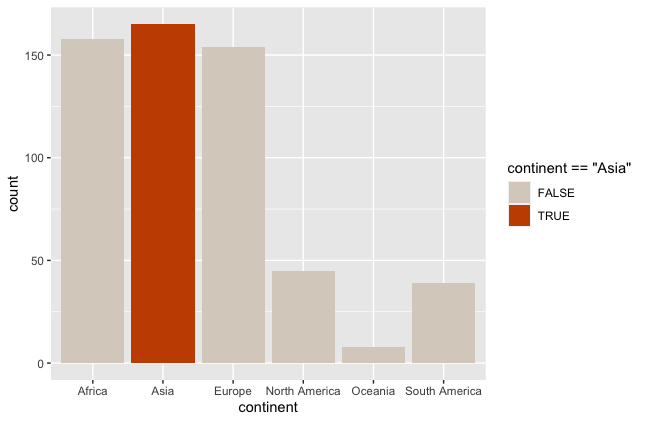 150
100
50
0
count
Africa Asia Europe North America Oceania South America
continent
continent == "Asia"
FALSE
TRUE